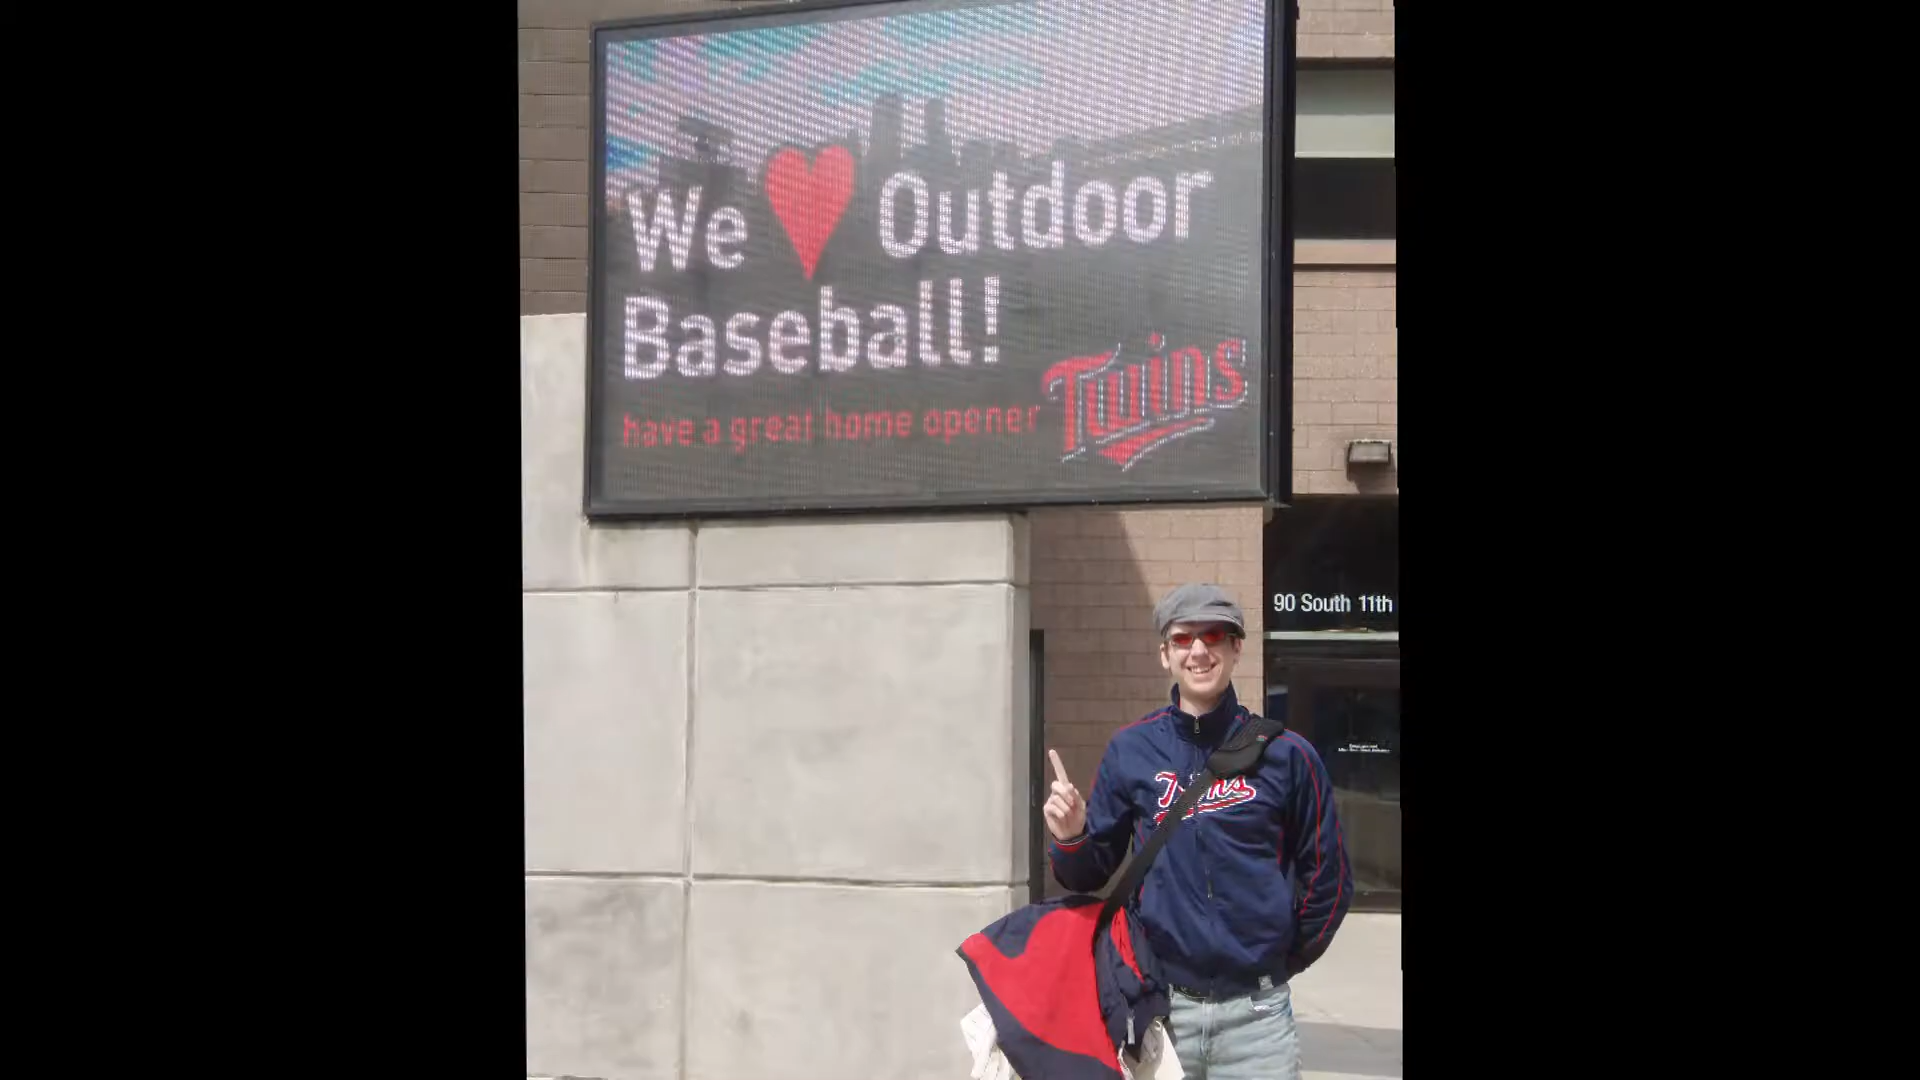 We ♥ Outdoor
Baseball!
have a great home opener Twins
90 South 11th
Twins